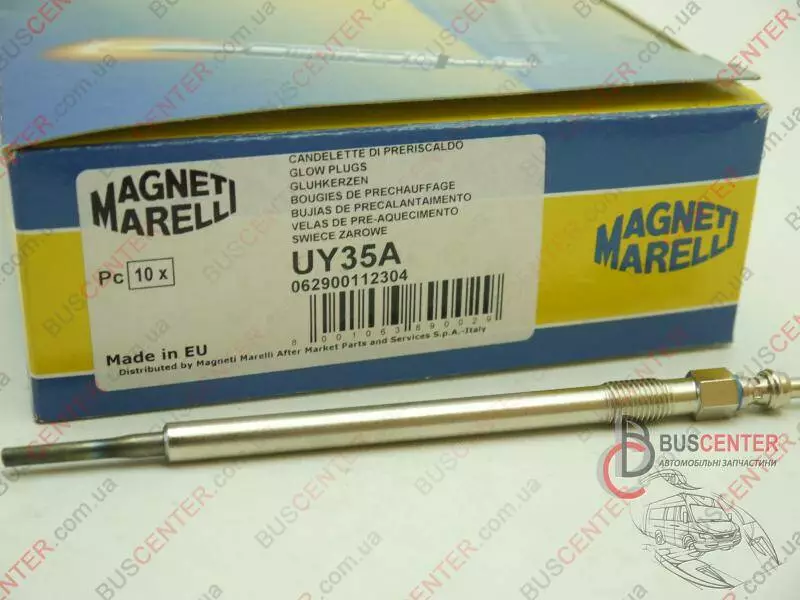 CANDELETTE DI PRERISCALDO
GLOW PLUGS
GLUHKERZEN
BOUGIES DE PRECHAUFFAGE
BUJIAS DE PRECALANTAIMENTO
VELAS DE PRE-AQUECIMENTO
SWIECE ZAROWE
MAGNETI
MARELLI
Pc 10 x
UY35A
062900112304
8001063690029
Made in EU
Distributed by Magneti Marelli After Market Parts and Services S.p.A.-Italy
MAGNETI
MARELLI
BUSCENTER
АВТОМОБІЛЬНІ ЗАПЧАСТИНИ
BUSCENTER.com.ua